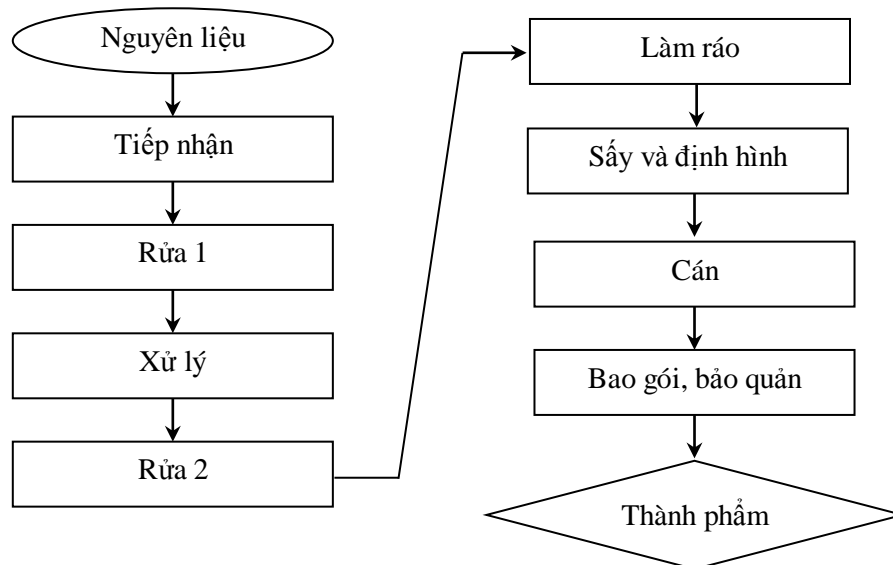 Nguyên liệu
Tiếp nhận
Rửa 1
Xử lý
Rửa 2
Làm ráo
Sấy và định hình
Cán
Bao gói, bảo quản
Thành phẩm